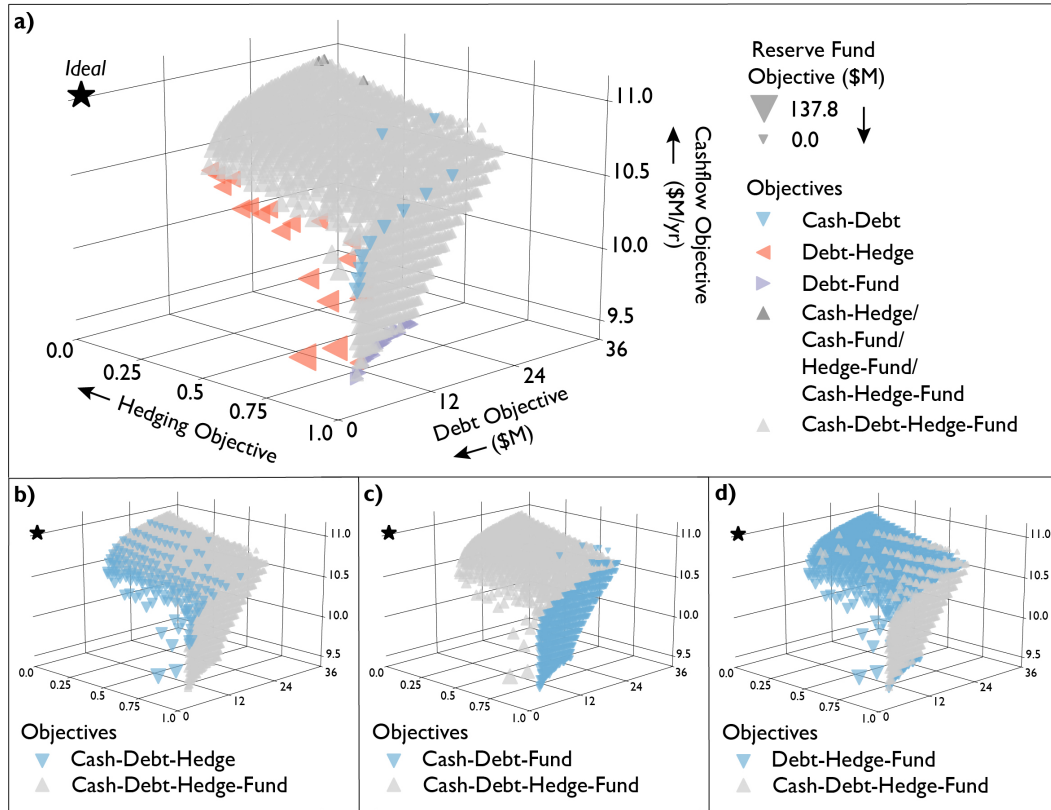 a)
Ideal
11.0
10.5
10.0
9.5
Cashflow Objective
($M/yr)
0.0
0.25
0.5
0.75
1.0
Hedging Objective
0
12
24
36
Debt Objective
($M)
Reserve Fund
Objective ($M)
137.8
0.0
Objectives
Cash-Debt
Debt-Hedge
Debt-Fund
Cash-Hedge/
Cash-Fund/
Hedge-Fund/
Cash-Hedge-Fund
Cash-Debt-Hedge-Fund
b)
11.0
10.5
10.0
9.5
0.0
0.25
0.5
0.75
1.0
0
12
24
36
Objectives
Cash-Debt-Hedge
Cash-Debt-Hedge-Fund
c)
11.0
10.5
10.0
9.5
0.0
0.25
0.5
0.75
1.0
0
12
24
36
Objectives
Cash-Debt-Fund
Cash-Debt-Hedge-Fund
d)
11.0
10.5
10.0
9.5
0.0
0.25
0.5
0.75
1.0
0
12
24
36
Objectives
Debt-Hedge-Fund
Cash-Debt-Hedge-Fund